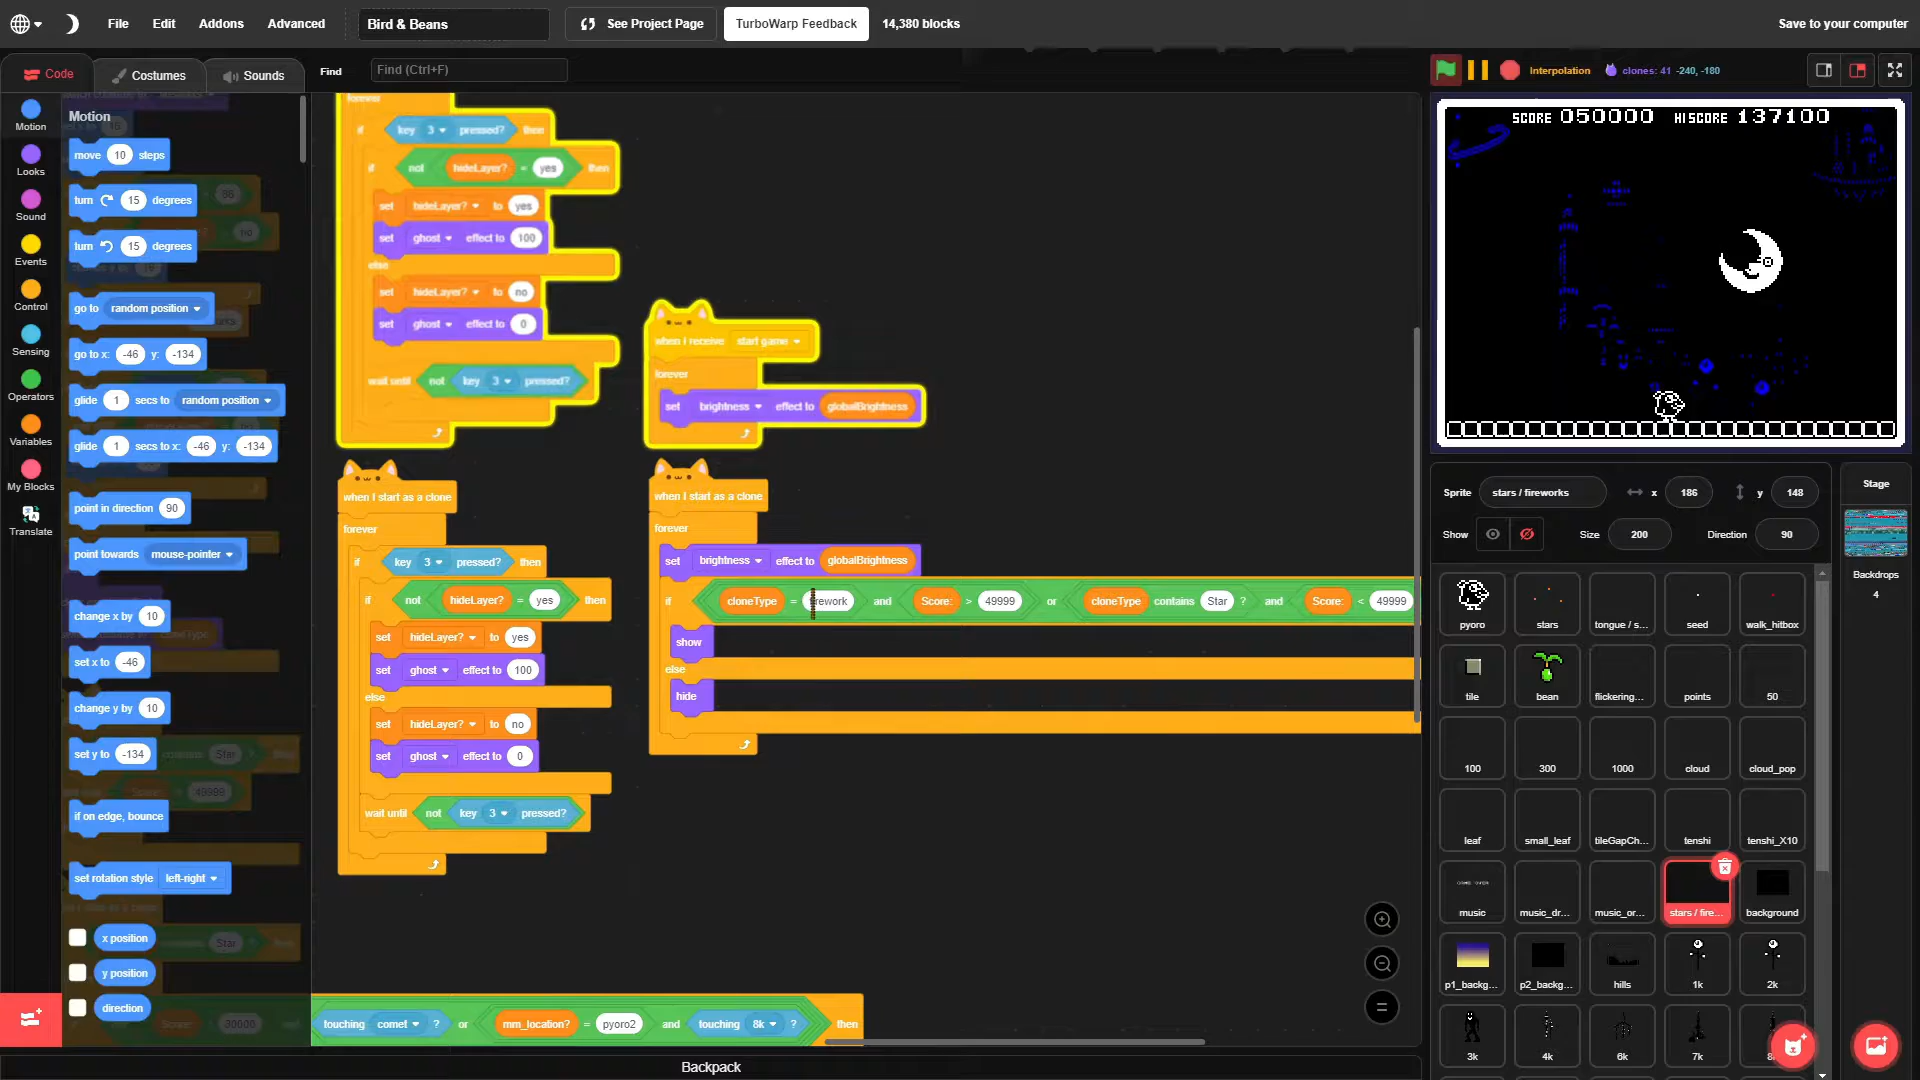 File Edit Addons Advanced Bird & Beans See Project Page TurboWarp Feedback 14,380 blocks Save to your computer
Code Costumes Sounds Find Find (Ctrl+F) Interpolation clones: 41 -240, -180
Motion
Looks
Sound
Events
Control
Sensing
Operators
Variables
My Blocks
Translate
Motion
move 10 steps
turn 15 degrees
turn 15 degrees
go to random position
go to x: -46 y: -134
glide 1 secs to random position
glide 1 secs to x: -46 y: -134
point in direction 90
point towards mouse-pointer
change x by 10
set x to -46
change y by 10
set y to -134
if on edge, bounce
set rotation style left-right
x position
y position
direction
forever
if key 3 pressed? then
if not hideLayer? = yes then
set hideLayer? to yes
set ghost effect to 100
else
set hideLayer? to no
set ghost effect to 0
wait until not key 3 pressed?
when I receive start game
forever
set brightness effect to globalBrightness
when I start as a clone
forever
if key 3 pressed? then
if not hideLayer? = yes then
set hideLayer? to yes
set ghost effect to 100
else
set hideLayer? to no
set ghost effect to 0
wait until not key 3 pressed?
when I start as a clone
forever
set brightness effect to globalBrightness
if cloneType = firework and Score: > 49999 or cloneType contains Star ? and Score: < 49999
show
else
hide
touching comet ? or mm_location? = pyoro2 and touching 8k ? then
Backpack
SCORE 050000 HISCORE 137100
Sprite stars / fireworks x 186 y 148
Show Size 200 Direction 90
Stage
Backdrops
4
pyoro stars tongue / s... seed walk_hitbox
tile bean flickering... points 50
100 300 1000 cloud cloud_pop
leaf small_leaf tileGapCh... tenshi tenshi_X10
music music_dr... music_or... stars / fire... background
p1_backg... p2_backg... hills 1k 2k
3k 4k 6k 7k